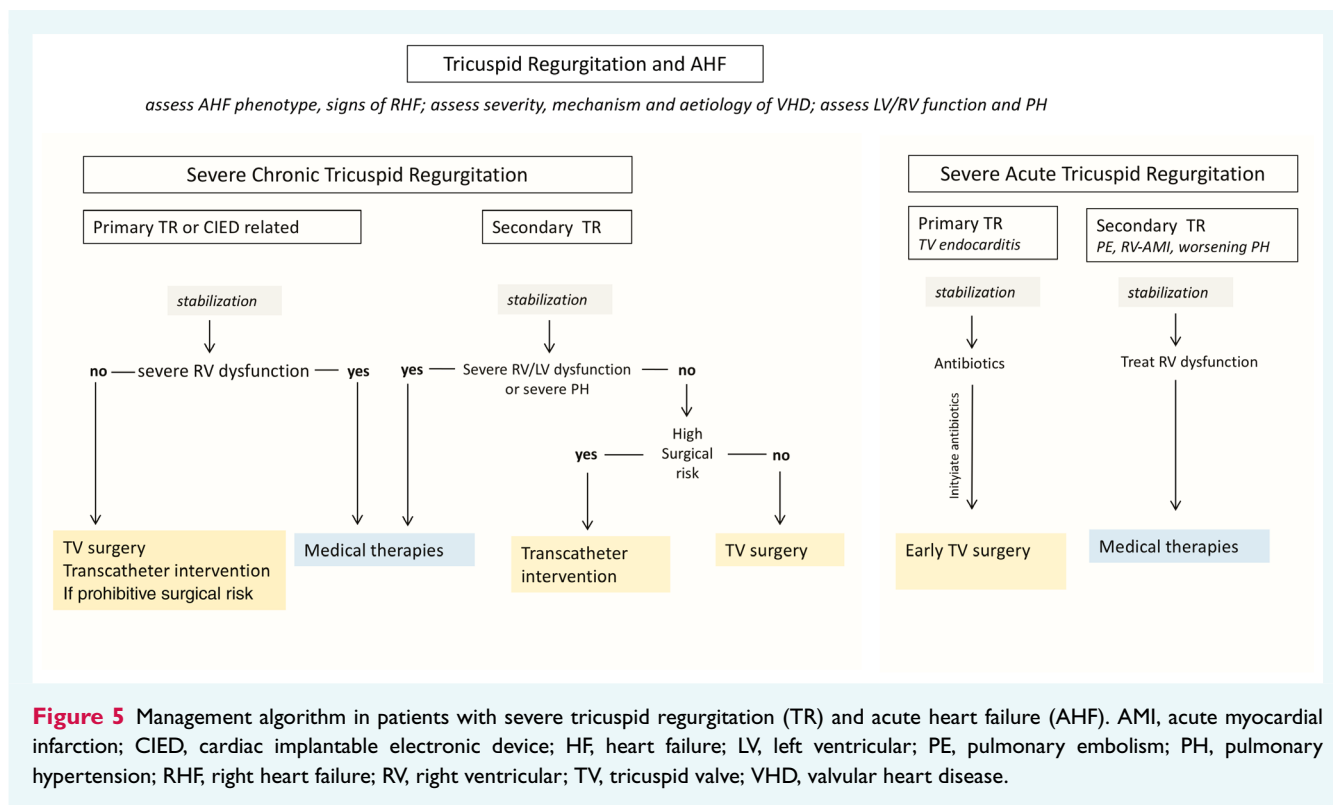 Tricuspid Regurgitation and AHF
assess AHF phenotype, signs of RHF; assess severity, mechanism and aetiology of VHD; assess LV/RV function and PH
Severe Chronic Tricuspid Regurgitation
Primary TR or CIED related
Secondary TR
stabilization
stabilization
no
severe RV dysfunction
yes
yes
Severe RV/LV dysfunction
or severe PH
no
High
Surgical
risk
yes
no
TV surgery
Transcatheter intervention
If prohibitive surgical risk
Medical therapies
Transcatheter
intervention
TV surgery
Severe Acute Tricuspid Regurgitation
Primary TR
TV endocarditis
Secondary TR
PE, RV-AMI, worsening PH
stabilization
stabilization
Antibiotics
Treat RV dysfunction
Inityiate antibiotics
Early TV surgery
Medical therapies
Figure 5 Management algorithm in patients with severe tricuspid regurgitation (TR) and acute heart failure (AHF). AMI, acute myocardial
infarction; CIED, cardiac implantable electronic device; HF, heart failure; LV, left ventricular; PE, pulmonary embolism; PH, pulmonary
hypertension; RHF, right heart failure; RV, right ventricular; TV, tricuspid valve; VHD, valvular heart disease.